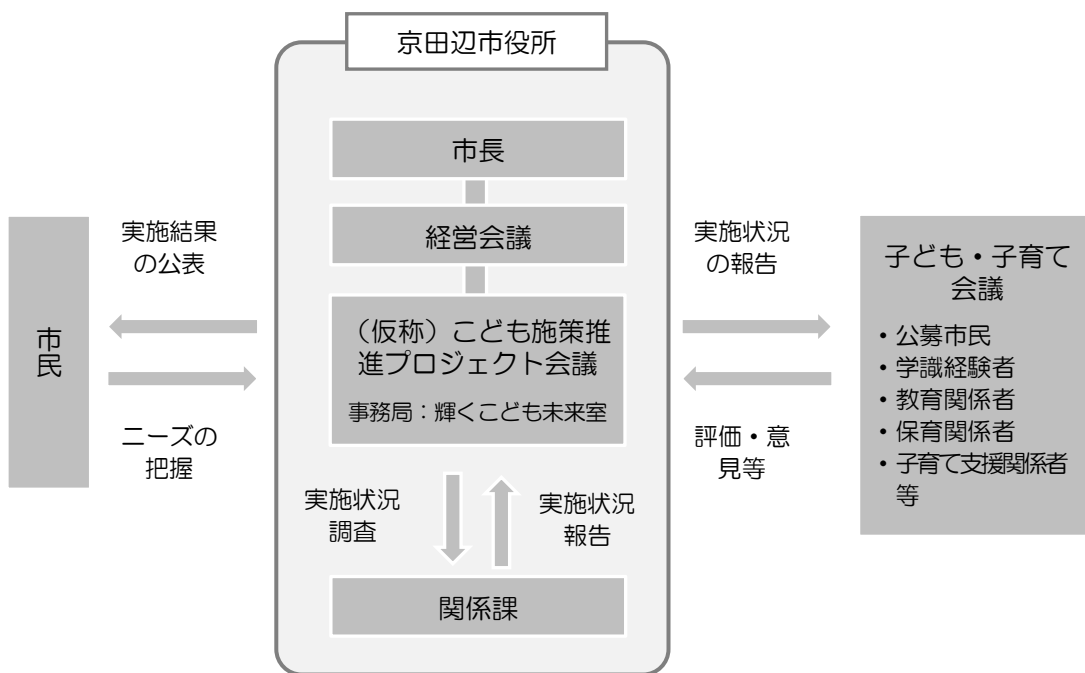 京田辺市役所
市長
経営会議
（仮称）こども施策推
進プロジェクト会議
事務局：輝くこども未来室
実施状況
調査
実施状況
報告
関係課
市民
実施結果
の公表
ニーズの
把握
実施状況
の報告
評価・意
見等
子ども・子育て
会議
・公募市民
・学識経験者
・教育関係者
・保育関係者
・子育て支援関係者
等